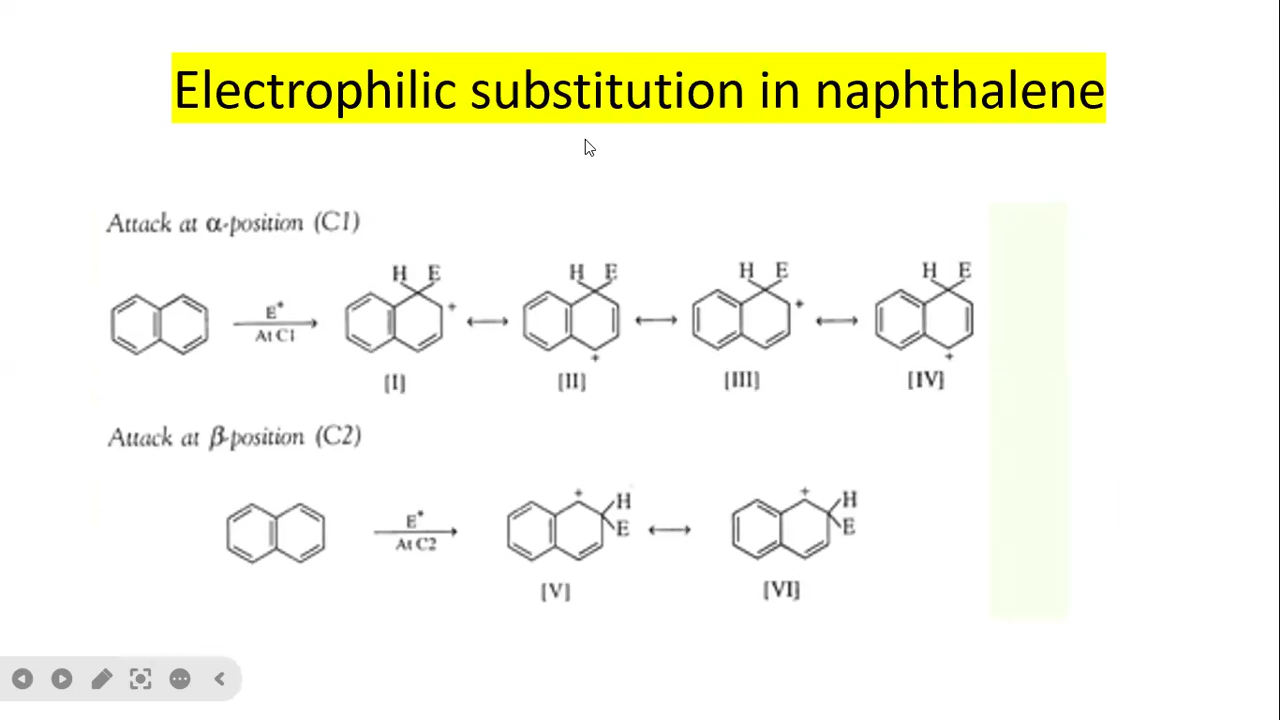 Electrophilic substitution in naphthalene
Attack at α-position (C1)
H E H E H E H E
E⁺
At C1
+ + + +
[I] [II] [III] [IV]
Attack at β-position (C2)
E⁺
At C2
+ H E + H E
[V] [VI]